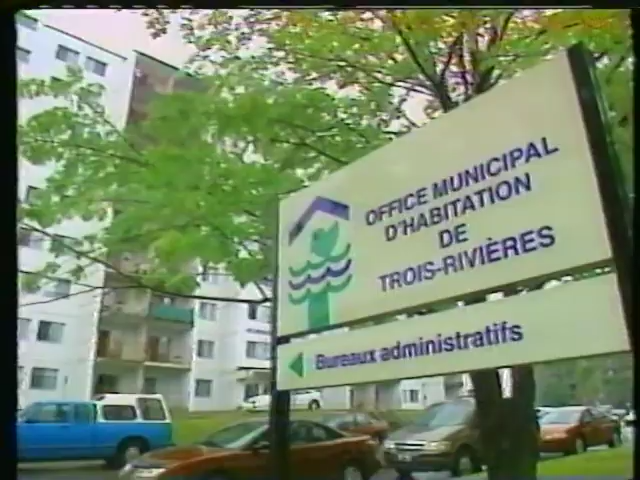 OFFICE MUNICIPAL
D'HABITATION
DE
TROIS-RIVIÈRES
Bureaux administratifs